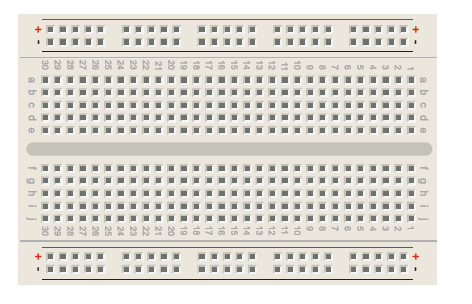 + +
- -
30 29 28 27 26 25 24 23 22 21 20 19 18 17 16 15 14 13 12 11 10 9 8 7 6 5 4 3 2 1
a a
b b
c c
d d
e e
f f
g g
h h
i i
j j
30 29 28 27 26 25 24 23 22 21 20 19 18 17 16 15 14 13 12 11 10 9 8 7 6 5 4 3 2 1
+ +
- -